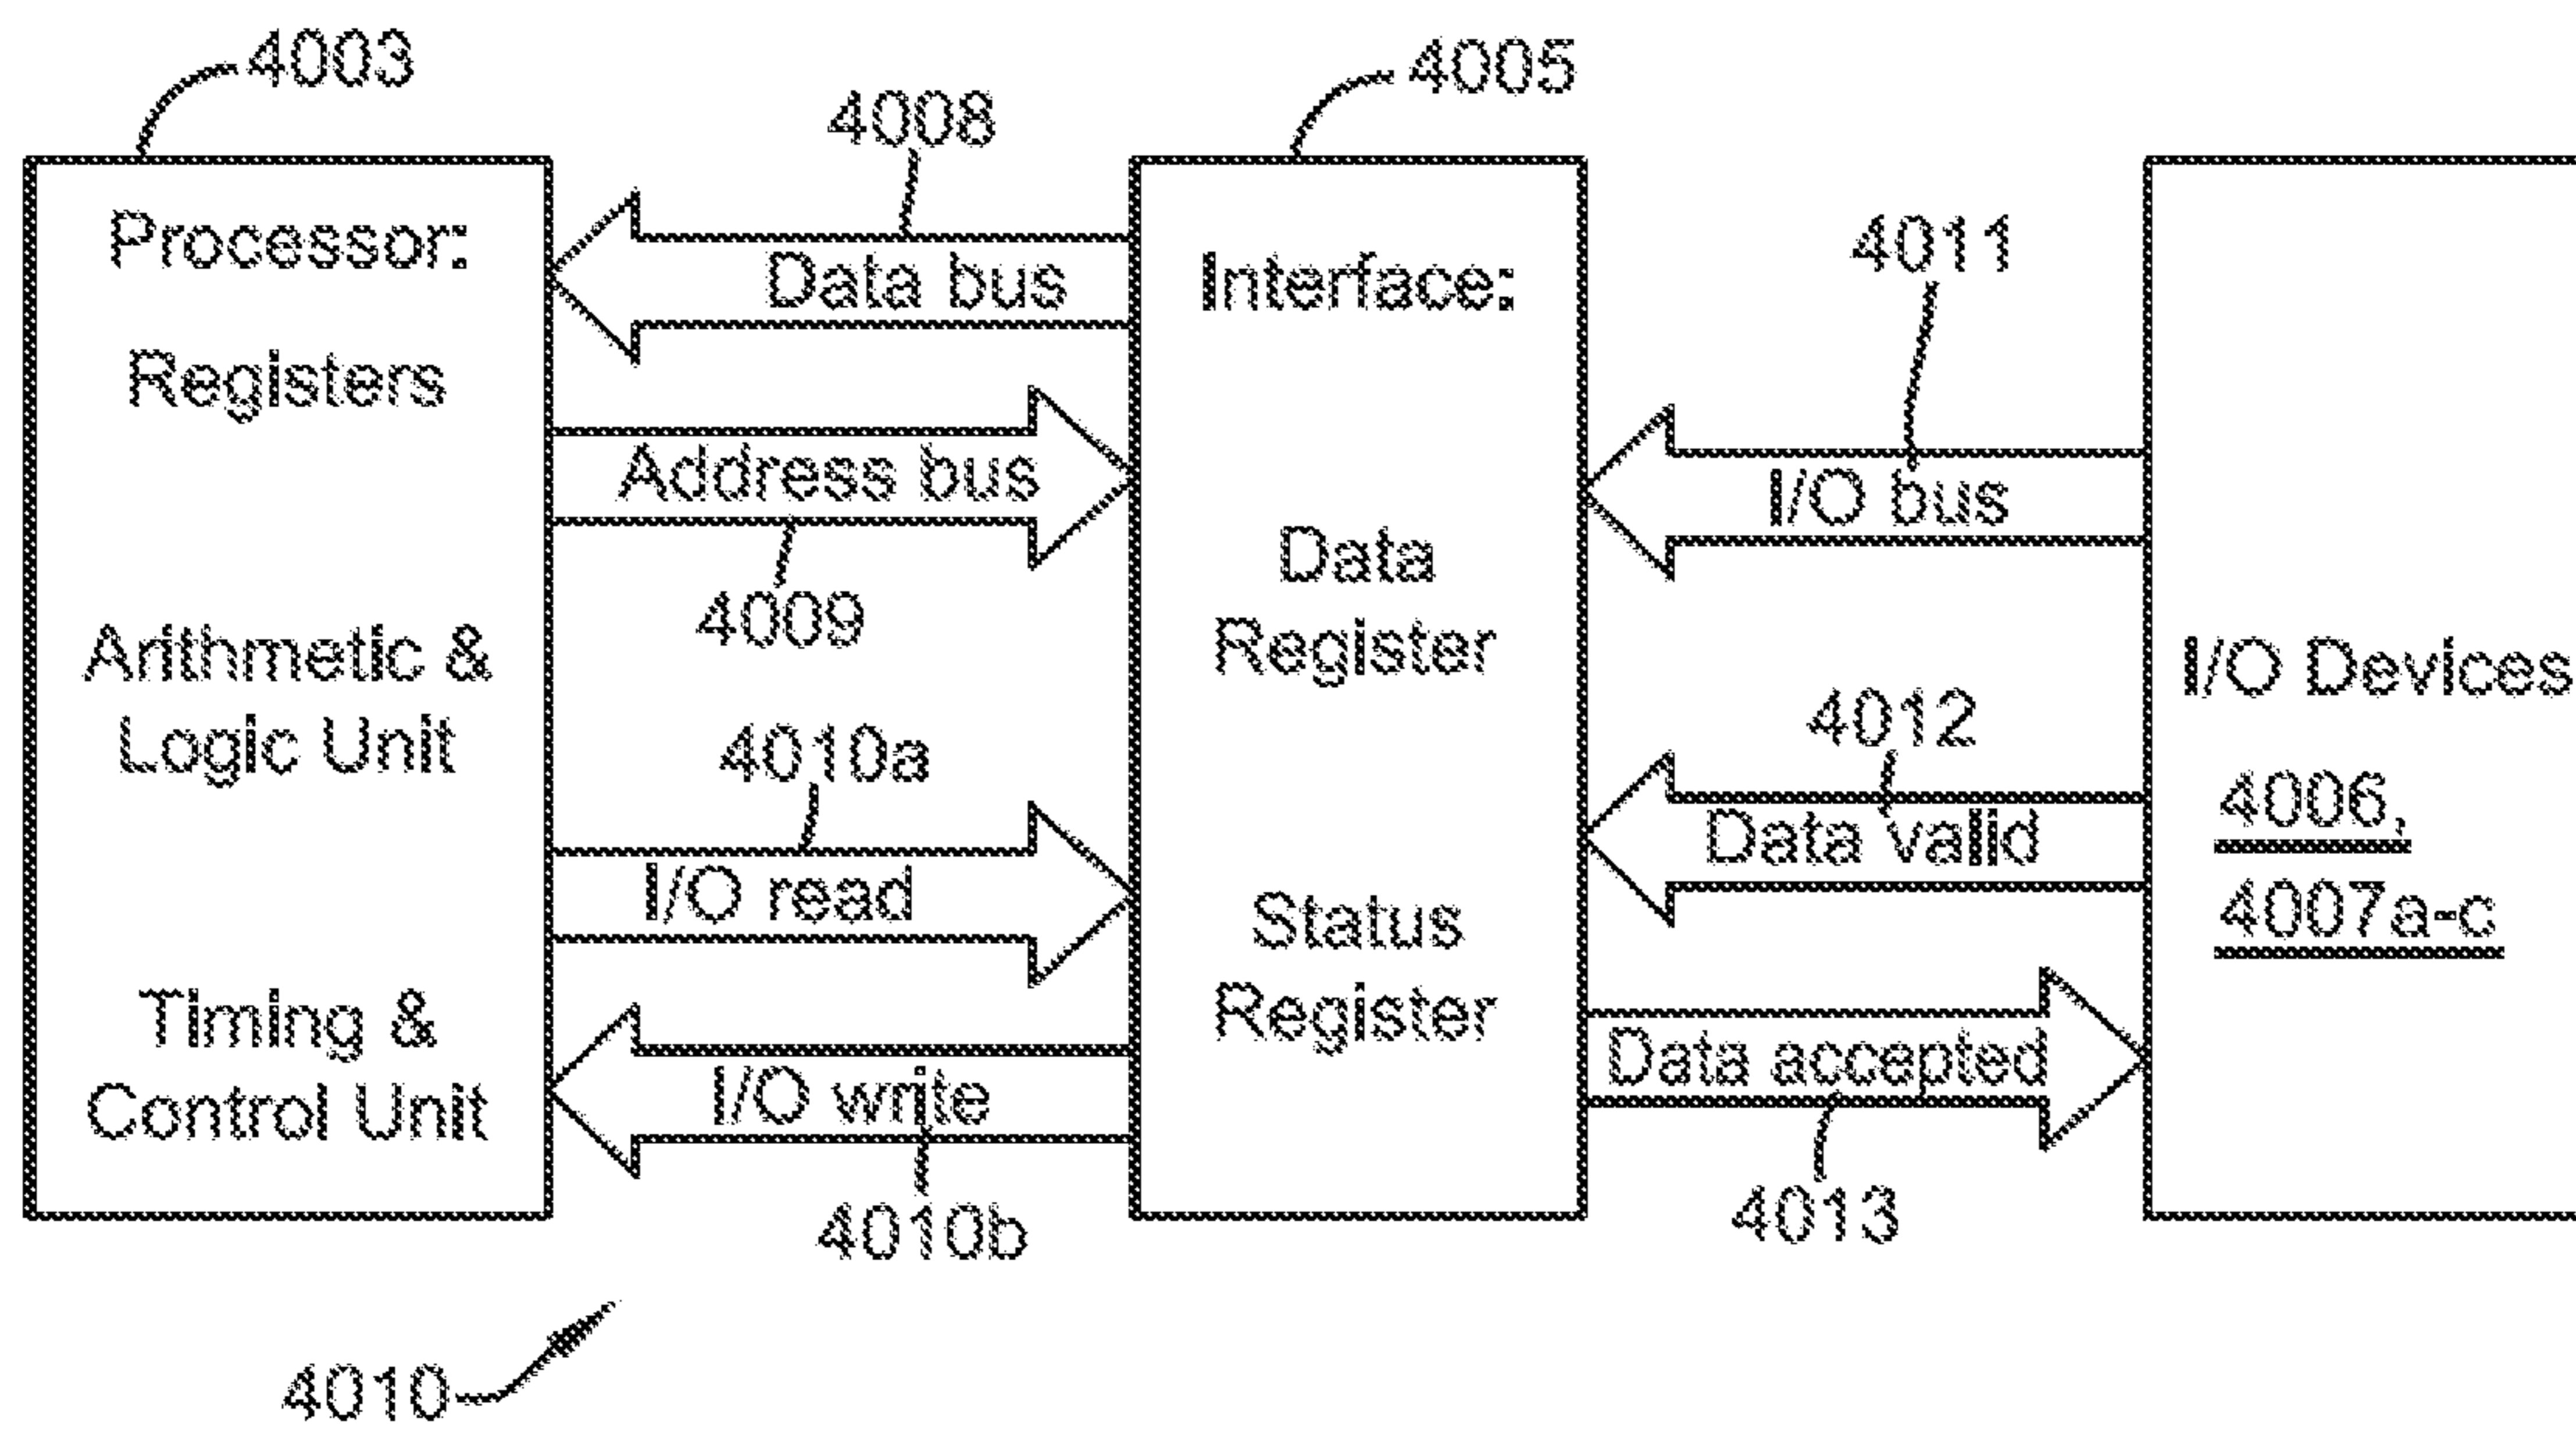 4003
4008
4005
Processor:
Registers
Arithmetic &
Logic Unit
Timing &
Control Unit
Data bus
Address bus
4009
4010a
I/O read
I/O write
4010b
4010
Interface:
Data
Register
Status
Register
4011
I/O bus
4012
Data valid
Data accepted
4013
I/O Devices
4006,
4007a-c